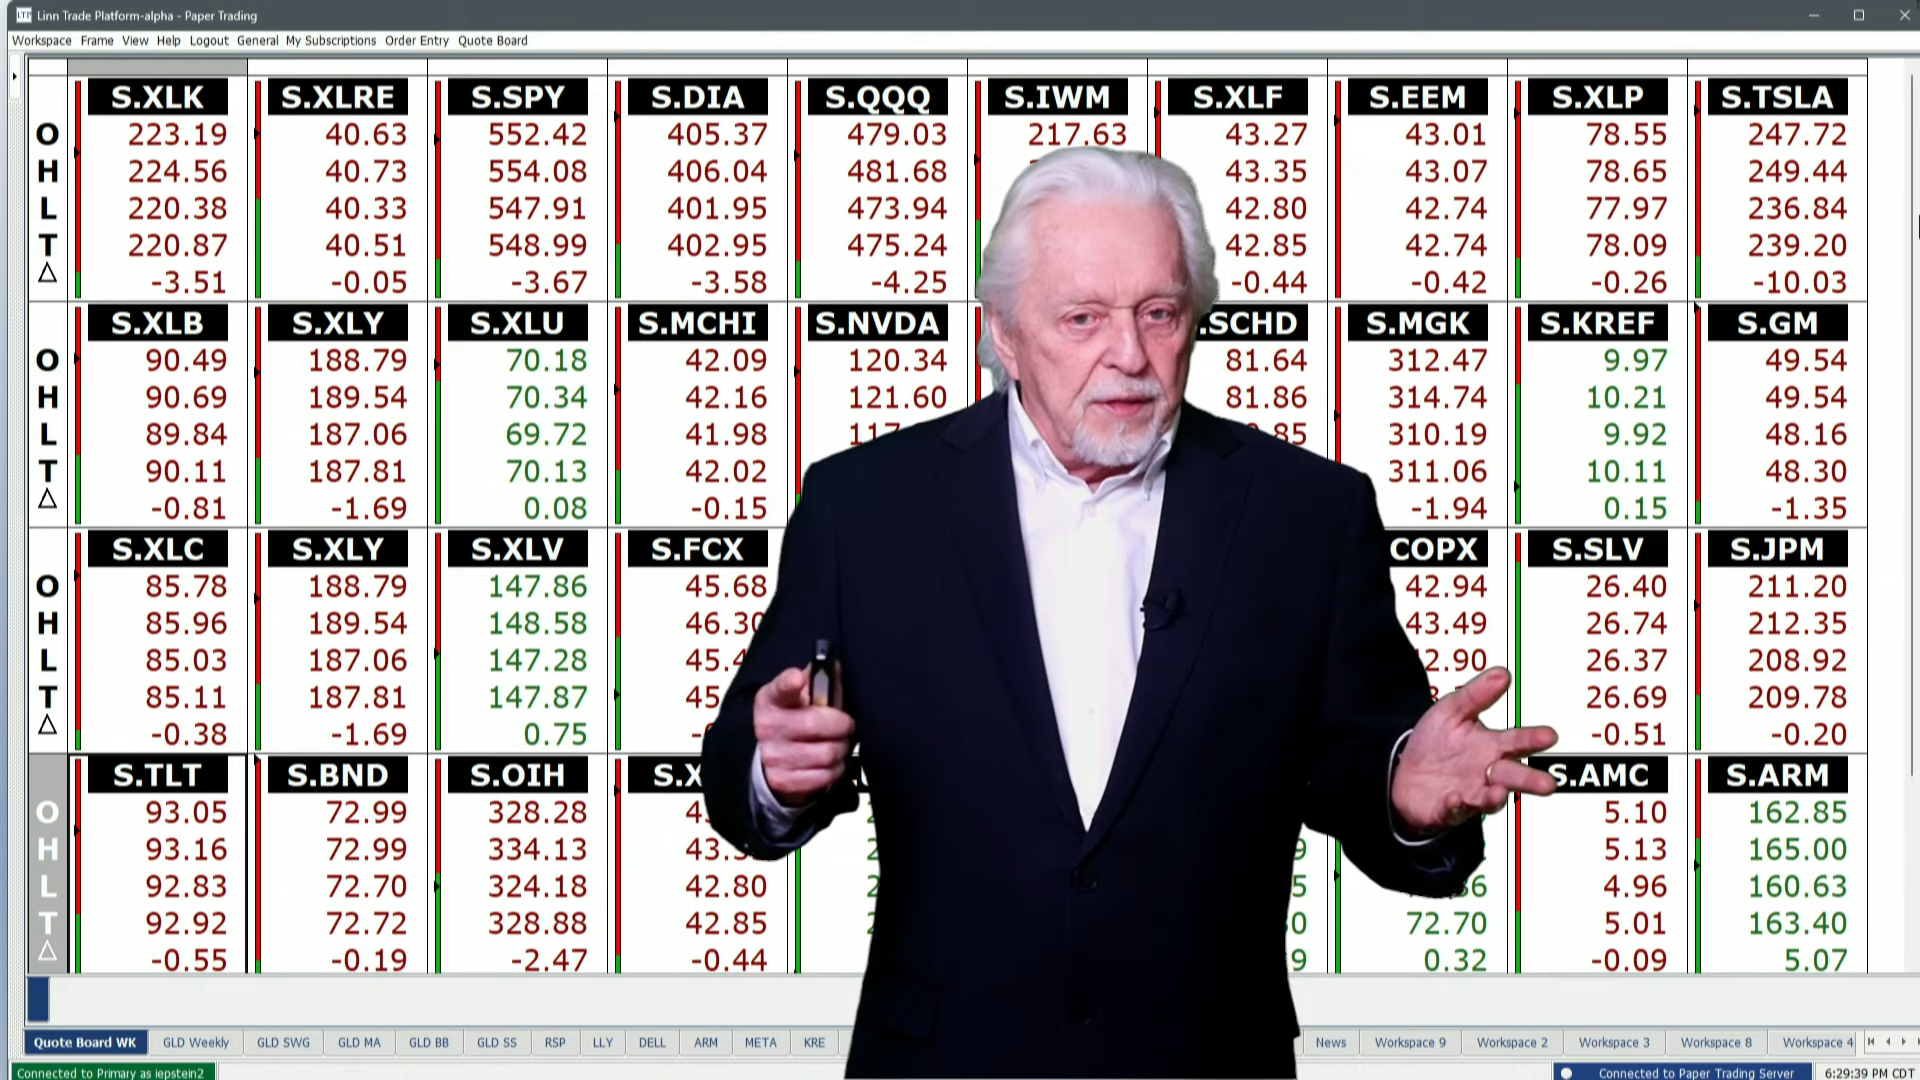 LTP Linn Trade Platform-alpha - Paper Trading
Workspace Frame View Help Logout General My Subscriptions Order Entry Quote Board
S.XLK S.XLRE S.SPY S.DIA S.QQQ S.IWM S.XLF S.EEM S.XLP S.TSLA
O 223.19 40.63 552.42 405.37 479.03 217.63 43.27 43.01 78.55 247.72
H 224.56 40.73 554.08 406.04 481.68 43.35 43.07 78.65 249.44
L 220.38 40.33 547.91 401.95 473.94 42.80 42.74 77.97 236.84
T 220.87 40.51 548.99 402.95 475.24 42.85 42.74 78.09 239.20
△ -3.51 -0.05 -3.67 -3.58 -4.25 -0.44 -0.42 -0.26 -10.03
S.XLB S.XLY S.XLU S.MCHI S.NVDA .SCHD S.MGK S.KREF S.GM
O 90.49 188.79 70.18 42.09 120.34 81.64 312.47 9.97 49.54
H 90.69 189.54 70.34 42.16 121.60 81.86 314.74 10.21 49.54
L 89.84 187.06 69.72 41.98 310.19 9.92 48.16
T 90.11 187.81 70.13 42.02 311.06 10.11 48.30
△ -0.81 -1.69 0.08 -0.15 -1.94 0.15 -1.35
S.XLC S.XLY S.XLV S.FCX COPX S.SLV S.JPM
O 85.78 188.79 147.86 45.68 42.94 26.40 211.20
H 85.96 189.54 148.58 46.30 43.49 26.74 212.35
L 85.03 187.06 147.28 26.37 208.92
T 85.11 187.81 147.87 26.69 209.78
△ -0.38 -1.69 0.75 -0.51 -0.20
S.TLT S.BND S.OIH S.AMC S.ARM
O 93.05 72.99 328.28 5.10 162.85
H 93.16 72.99 334.13 5.13 165.00
L 92.83 72.70 324.18 42.80 4.96 160.63
T 92.92 72.72 328.88 42.85 72.70 5.01 163.40
△ -0.55 -0.19 -2.47 -0.44 0.32 -0.09 5.07
Quote Board WK GLD Weekly GLD SWG GLD MA GLD BB GLD SS RSP LLY DELL ARM META KRE News Workspace 9 Workspace 2 Workspace 3 Workspace 8 Workspace 4
Connected to Primary as iepstein2 Connected to Paper Trading Server 6:29:39 PM CDT